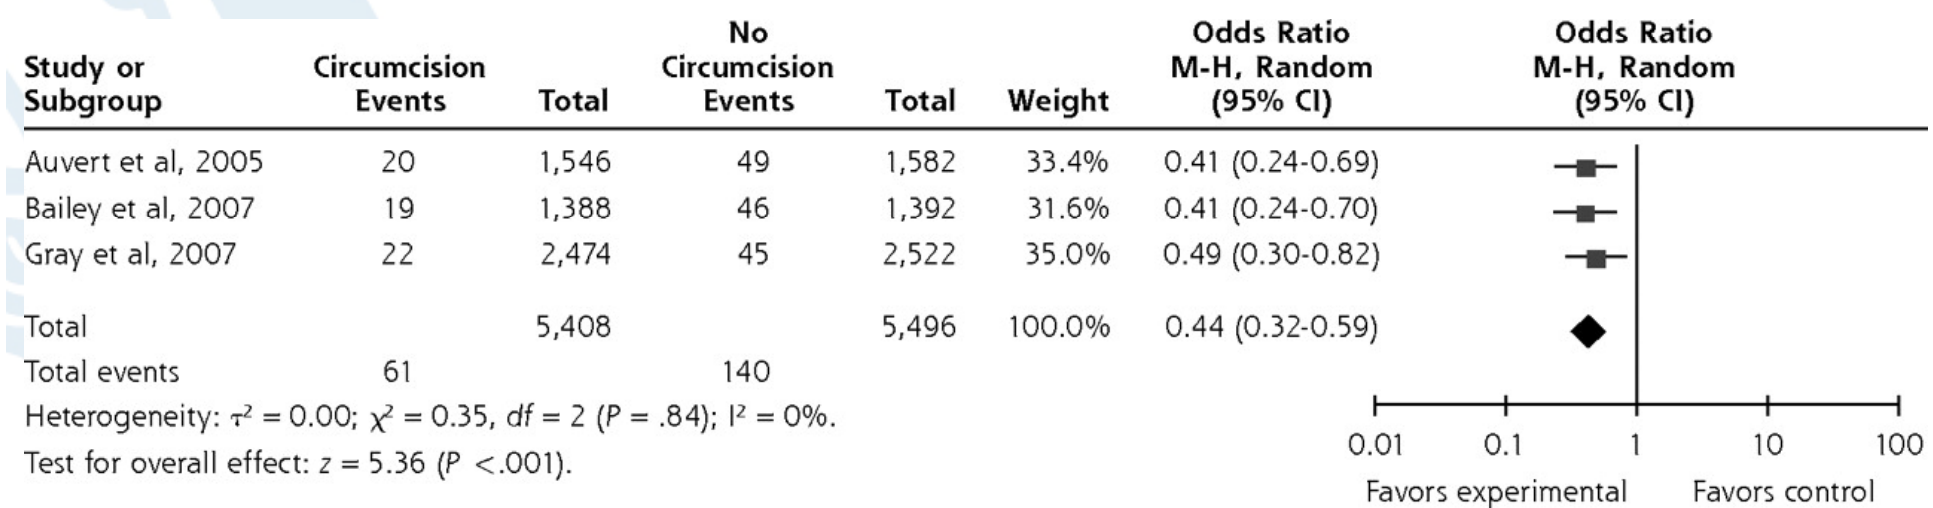 Study or Subgroup Circumcision Events Total No Circumcision Events Total Weight Odds Ratio M-H, Random (95% CI) Odds Ratio M-H, Random (95% CI)
Auvert et al, 2005 20 1,546 49 1,582 33.4% 0.41 (0.24-0.69)
Bailey et al, 2007 19 1,388 46 1,392 31.6% 0.41 (0.24-0.70)
Gray et al, 2007 22 2,474 45 2,522 35.0% 0.49 (0.30-0.82)
Total 5,408 5,496 100.0% 0.44 (0.32-0.59)
Total events 61 140
Heterogeneity: τ² = 0.00; χ² = 0.35, df = 2 (P = .84); I² = 0%.
Test for overall effect: z = 5.36 (P <.001).
0.01 0.1 1 10 100
Favors experimental Favors control